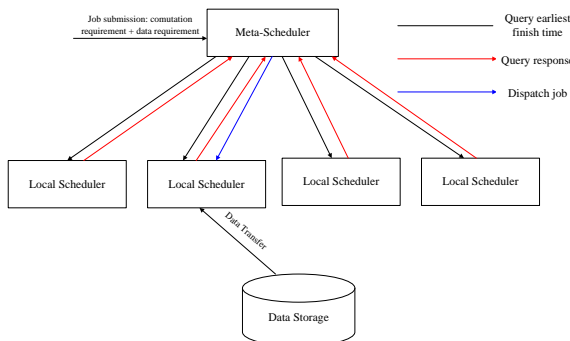 Job submission: comutation
requirement + data requirement
Meta-Scheduler
Query earliest
finish time
Query response
Dispatch job
Local Scheduler
Local Scheduler
Local Scheduler
Local Scheduler
Data Transfer
Data Storage